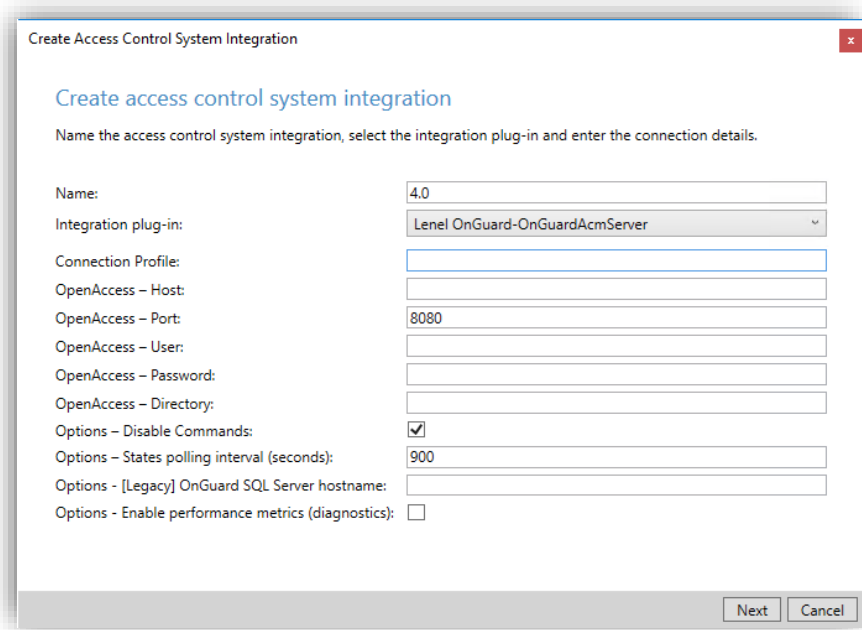 Create Access Control System Integration
x
Create access control system integration
Name the access control system integration, select the integration plug-in and enter the connection details.
Name: 4.0
Integration plug-in: Lenel OnGuard-OnGuardAcmServer
Connection Profile:
OpenAccess – Host:
OpenAccess – Port: 8080
OpenAccess – User:
OpenAccess – Password:
OpenAccess – Directory:
Options – Disable Commands:
Options – States polling interval (seconds): 900
Options - [Legacy] OnGuard SQL Server hostname:
Options - Enable performance metrics (diagnostics):
Next Cancel